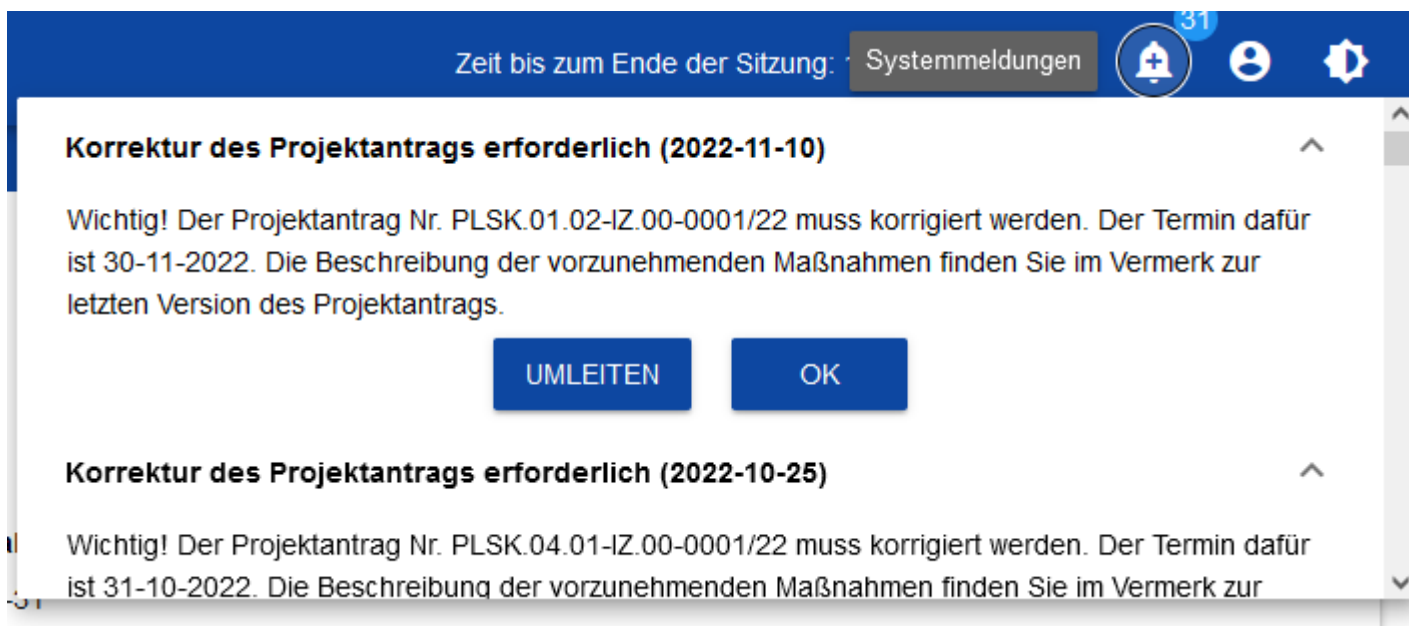 31
Zeit bis zum Ende der Sitzung: Systemmeldungen
Korrektur des Projektantrags erforderlich (2022-11-10)
Wichtig! Der Projektantrag Nr. PLSK.01.02-IZ.00-0001/22 muss korrigiert werden. Der Termin dafür
ist 30-11-2022. Die Beschreibung der vorzunehmenden Maßnahmen finden Sie im Vermerk zur
letzten Version des Projektantrags.
UMLEITEN OK
Korrektur des Projektantrags erforderlich (2022-10-25)
Wichtig! Der Projektantrag Nr. PLSK.04.01-IZ.00-0001/22 muss korrigiert werden. Der Termin dafür
ist 31-10-2022. Die Beschreibung der vorzunehmenden Maßnahmen finden Sie im Vermerk zur